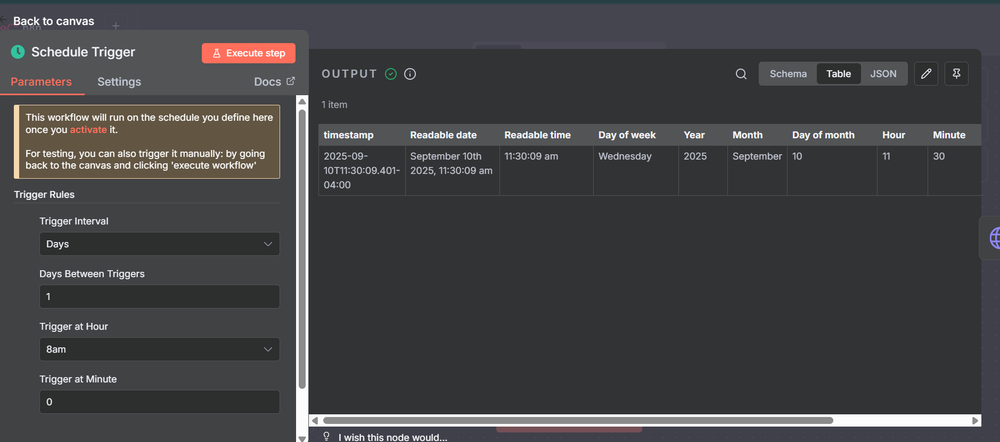 Back to canvas
n8n
Schedule Trigger
Execute step
Parameters
Settings
Docs
This workflow will run on the schedule you define here
once you activate it.
For testing, you can also trigger it manually: by going
back to the canvas and clicking 'execute workflow'
Trigger Rules
Trigger Interval
Days
Days Between Triggers
1
Trigger at Hour
8am
Trigger at Minute
0
OUTPUT
Schema
Table
JSON
1 item
timestamp Readable date Readable time Day of week Year Month Day of month Hour Minute
2025-09- September 10th 11:30:09 am Wednesday 2025 September 10 11 30
10T11:30:09.401- 2025, 11:30:09 am
04:00
I wish this node would...